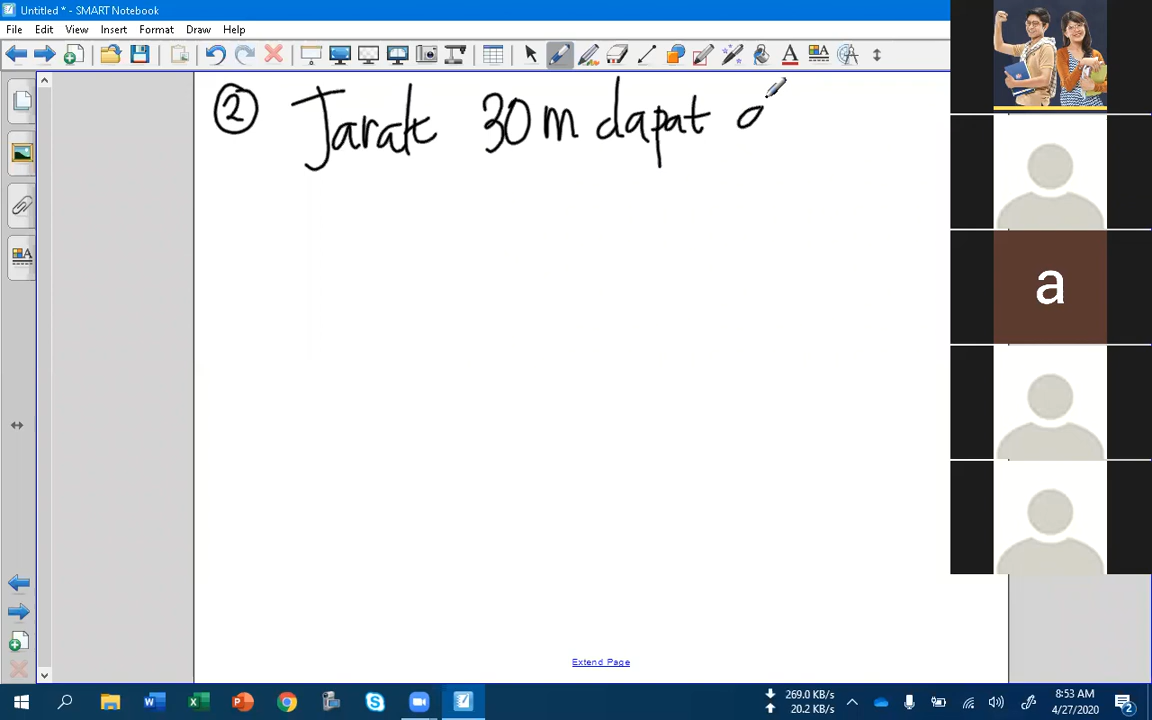 Untitled * - SMART Notebook
File Edit View Insert Format Draw Help
② Jarak 30 m dapat
a
Extend Page
269.0 KB/s
20.2 KB/s
8:53 AM
4/27/2020
2